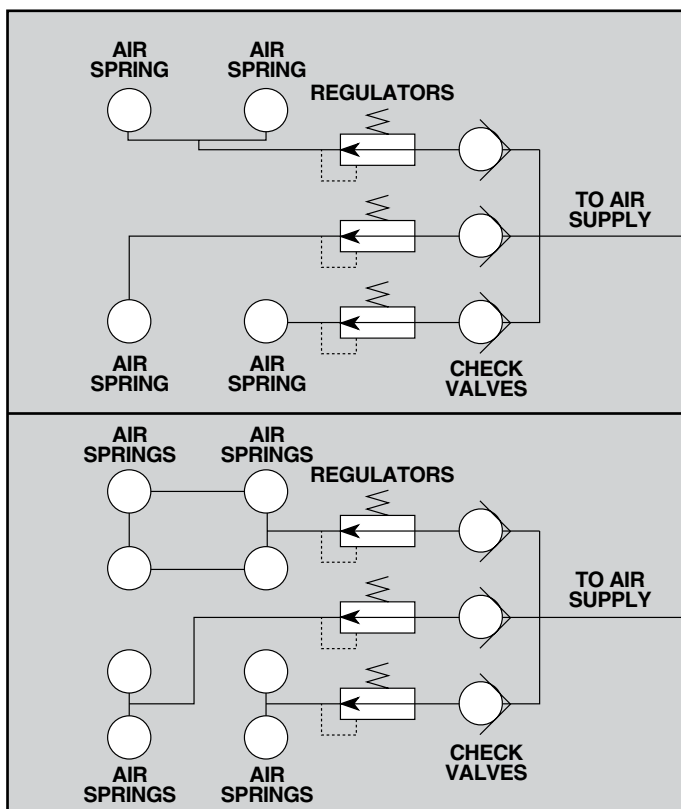 AIR
SPRING
AIR
SPRING
REGULATORS
TO AIR
SUPPLY
AIR
SPRING
AIR
SPRING
CHECK
VALVES
AIR
SPRINGS
AIR
SPRINGS
REGULATORS
TO AIR
SUPPLY
AIR
SPRINGS
AIR
SPRINGS
CHECK
VALVES